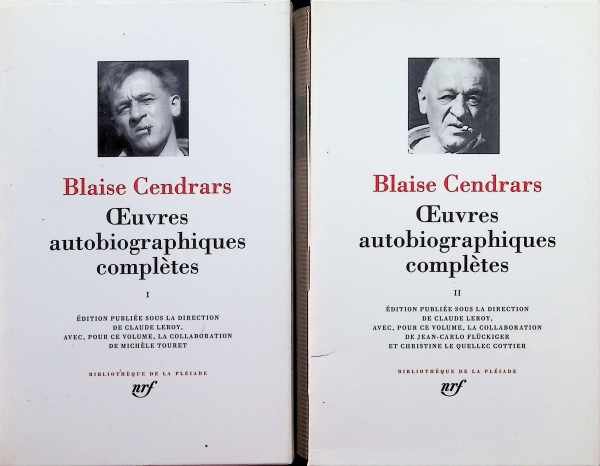 Blaise Cendrars
Œuvres
autobiographiques
complètes
I
ÉDITION PUBLIÉE SOUS LA DIRECTION
DE CLAUDE LEROY,
AVEC, POUR CE VOLUME, LA COLLABORATION
DE MICHÈLE TOURET
BIBLIOTHÈQUE DE LA PLÉIADE
nrf
Blaise Cendrars
Œuvres
autobiographiques
complètes
II
ÉDITION PUBLIÉE SOUS LA DIRECTION
DE CLAUDE LEROY,
AVEC, POUR CE VOLUME, LA COLLABORATION
DE JEAN-CARLO FLÜCKIGER
ET CHRISTINE LE QUELLEC COTTIER
BIBLIOTHÈQUE DE LA PLÉIADE
nrf